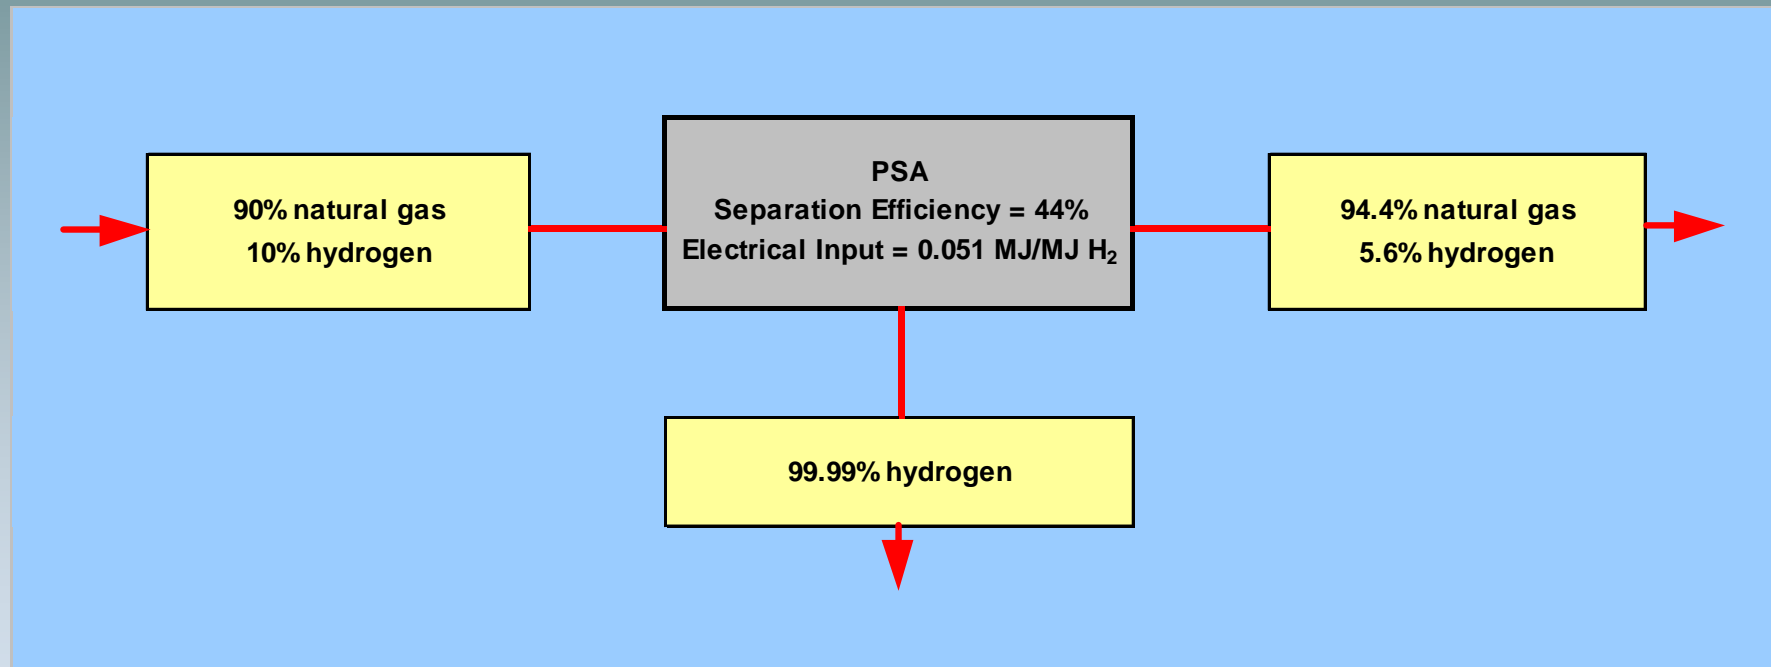 90% natural gas
10% hydrogen
PSA
Separation Efficiency = 44%
Electrical Input = 0.051 MJ/MJ H₂
94.4% natural gas
5.6% hydrogen
99.99% hydrogen